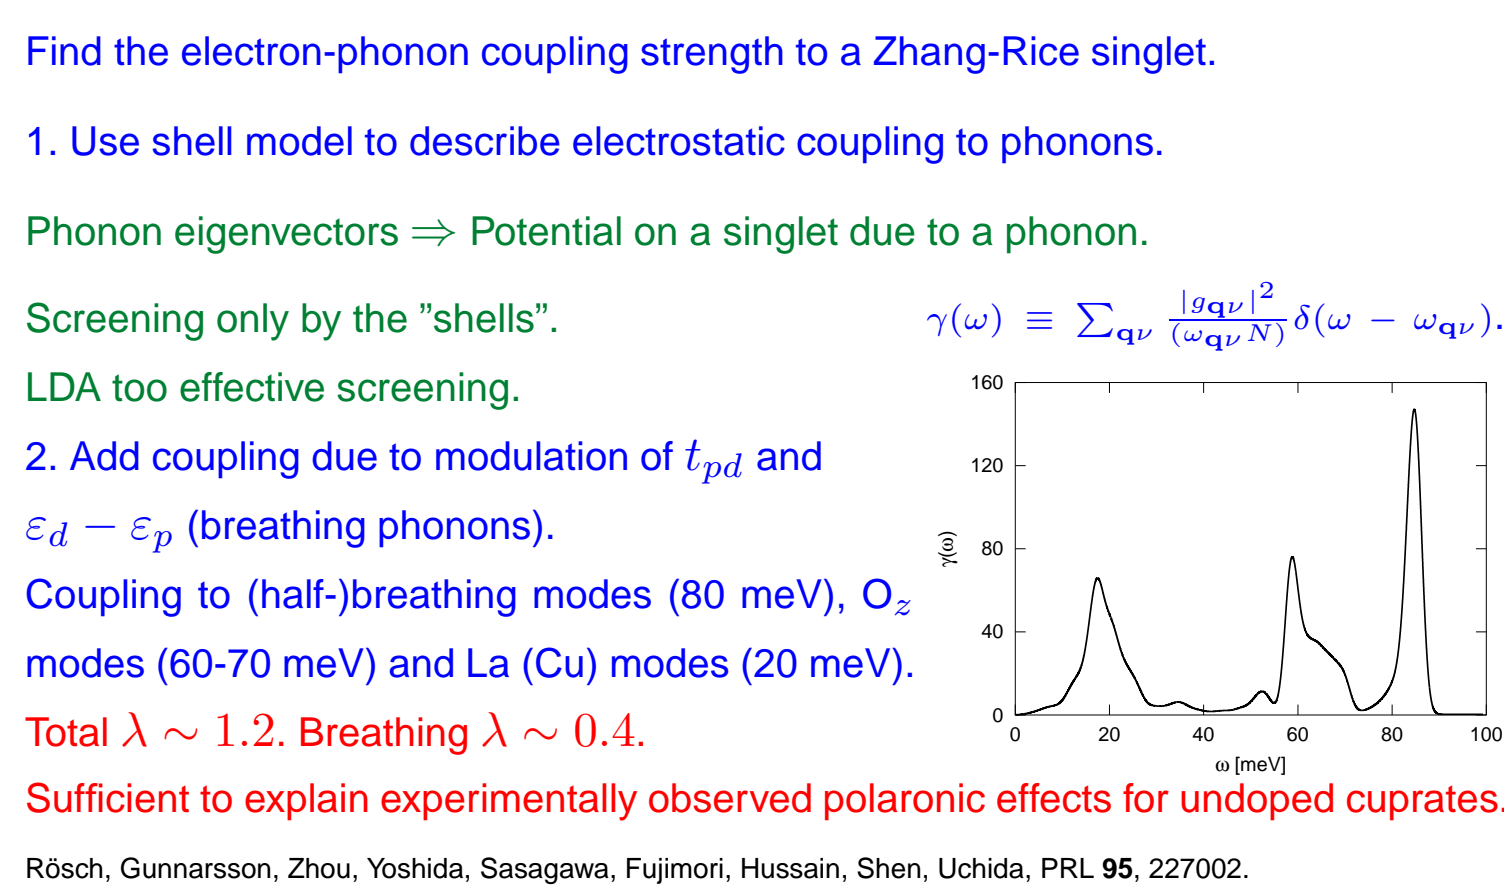 Find the electron-phonon coupling strength to a Zhang-Rice singlet.
1. Use shell model to describe electrostatic coupling to phonons.
Phonon eigenvectors ⇒ Potential on a singlet due to a phonon.
Screening only by the ”shells”.
γ(ω) ≡ ∑_{qν} |g_{qν}|^2/(ω_{qν}N) δ(ω − ω_{qν}).
LDA too effective screening.
2. Add coupling due to modulation of t_{pd} and
ε_d − ε_p (breathing phonons).
Coupling to (half-)breathing modes (80 meV), O_z
modes (60-70 meV) and La (Cu) modes (20 meV).
Total λ ∼ 1.2. Breathing λ ∼ 0.4.
160
120
80
40
0
γ(ω)
0 20 40 60 80 100
ω [meV]
Sufficient to explain experimentally observed polaronic effects for undoped cuprates.
Rösch, Gunnarsson, Zhou, Yoshida, Sasagawa, Fujimori, Hussain, Shen, Uchida, PRL 95, 227002.